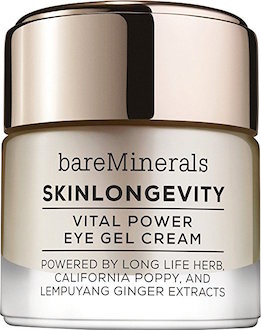 bareMinerals
SKINLONGEVITY
VITAL POWER
EYE GEL CREAM
POWERED BY LONG LIFE HERB,
CALIFORNIA POPPY, AND
LEMPUYANG GINGER EXTRACTS